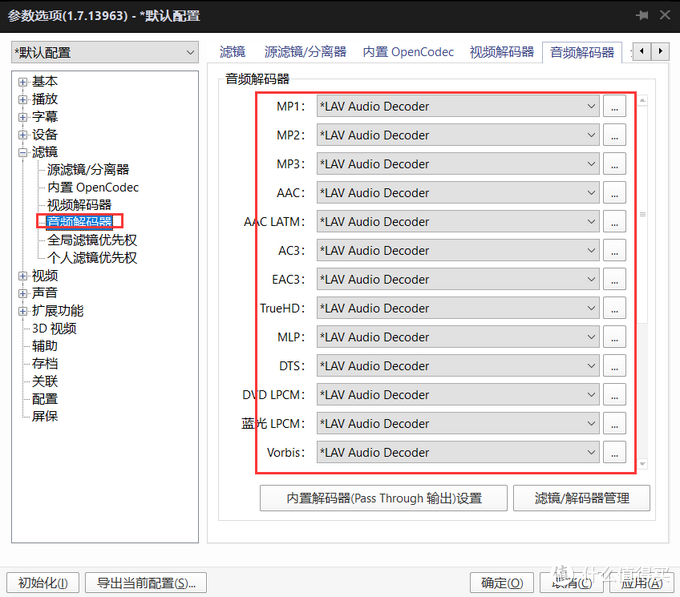 参数选项(1.7.13963) - *默认配置
*默认配置
基本
播放
字幕
设备
滤镜
源滤镜/分离器
内置 OpenCodec
视频解码器
音频解码器
全局滤镜优先权
个人滤镜优先权
视频
声音
扩展功能
3D 视频
辅助
存档
关联
配置
屏保
滤镜 源滤镜/分离器 内置 OpenCodec 视频解码器 音频解码器
音频解码器
MP1: *LAV Audio Decoder ...
MP2: *LAV Audio Decoder ...
MP3: *LAV Audio Decoder ...
AAC: *LAV Audio Decoder ...
AAC LATM: *LAV Audio Decoder ...
AC3: *LAV Audio Decoder ...
EAC3: *LAV Audio Decoder ...
TrueHD: *LAV Audio Decoder ...
MLP: *LAV Audio Decoder ...
DTS: *LAV Audio Decoder ...
DVD LPCM: *LAV Audio Decoder ...
蓝光 LPCM: *LAV Audio Decoder ...
Vorbis: *LAV Audio Decoder ...
内置解码器(Pass Through 输出)设置 滤镜/解码器管理
初始化(I) 导出当前配置(S)... 确定(O) 取消(C) 应用(A)
值 什么值得买